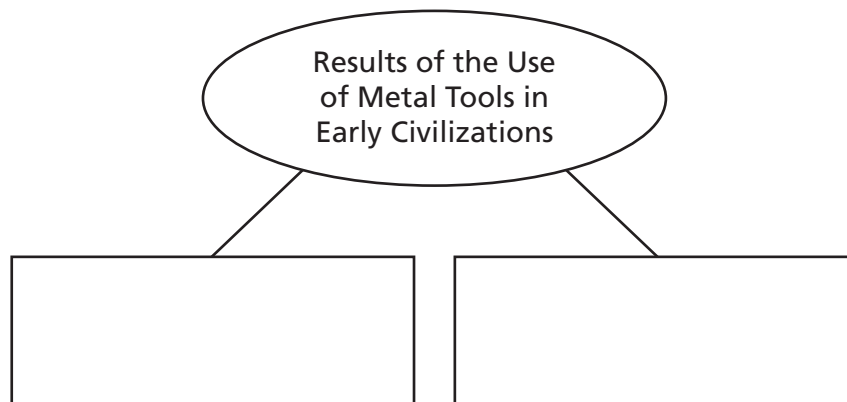 Results of the Use
of Metal Tools in
Early Civilizations